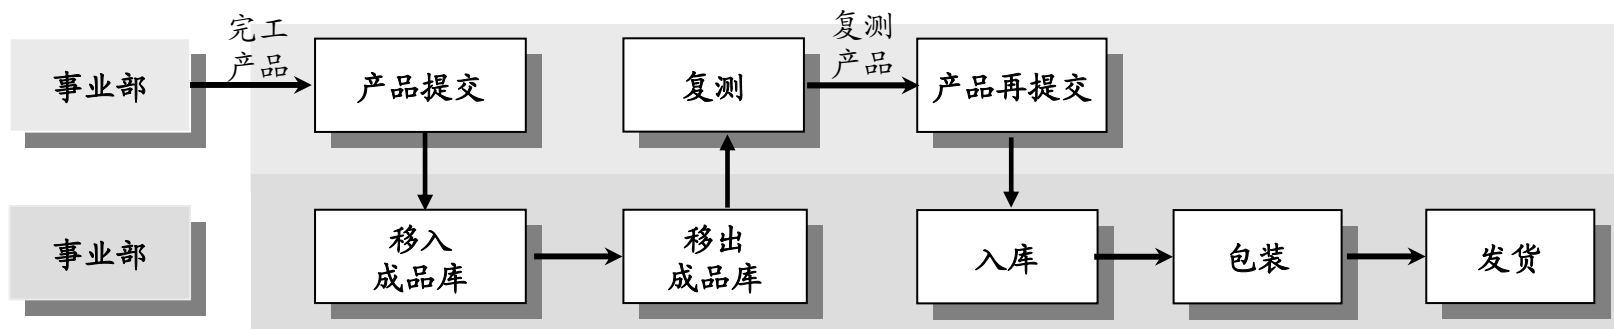 完工
产品
复测
产品
事业部
产品提交
复测
产品再提交
事业部
移入
成品库
移出
成品库
入库
包装
发货